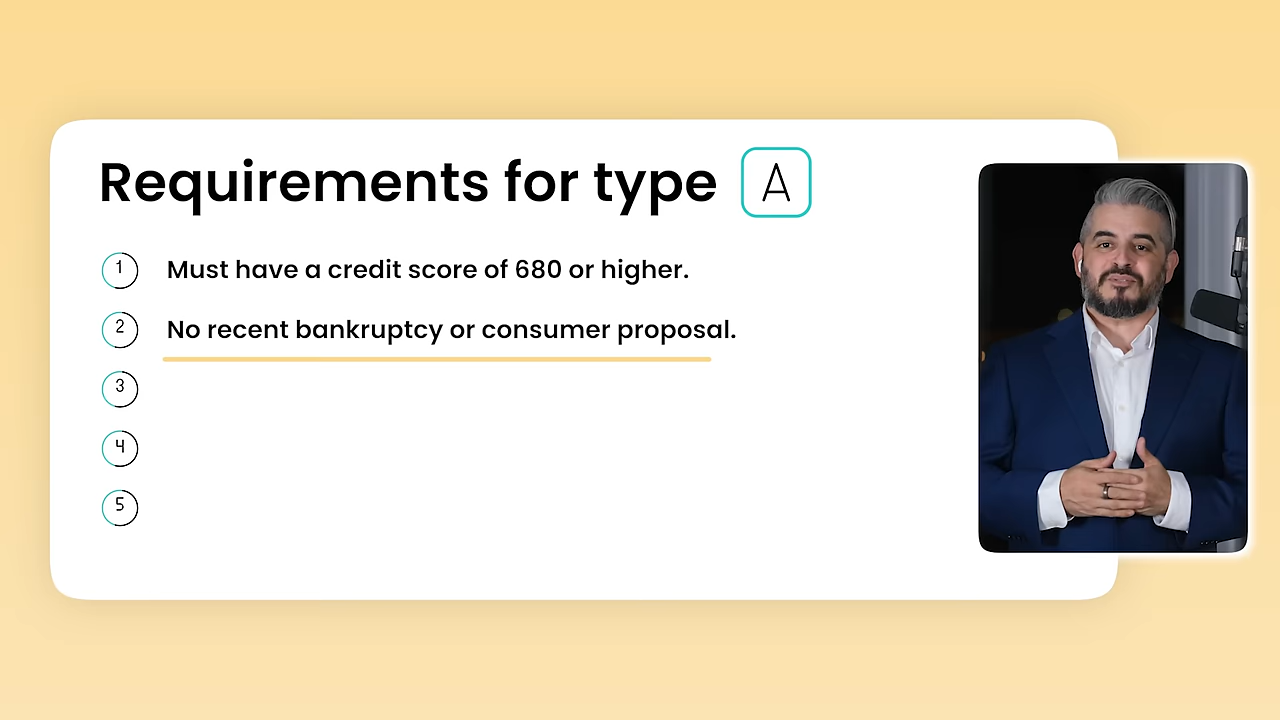 Requirements for type A
1 Must have a credit score of 680 or higher.
2 No recent bankruptcy or consumer proposal.
3
4
5